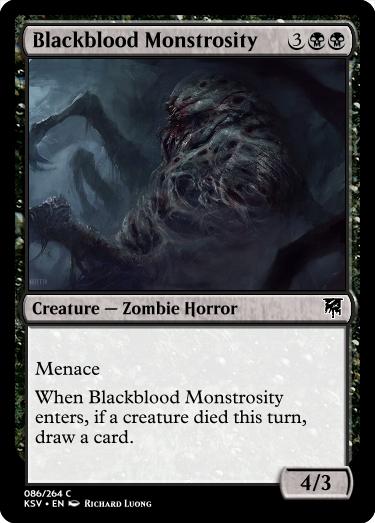 Blackblood Monstrosity 3
Creature — Zombie Horror
Menace
When Blackblood Monstrosity
enters, if a creature died this turn,
draw a card.
4/3
086/264 C
KSV • EN Richard Luong